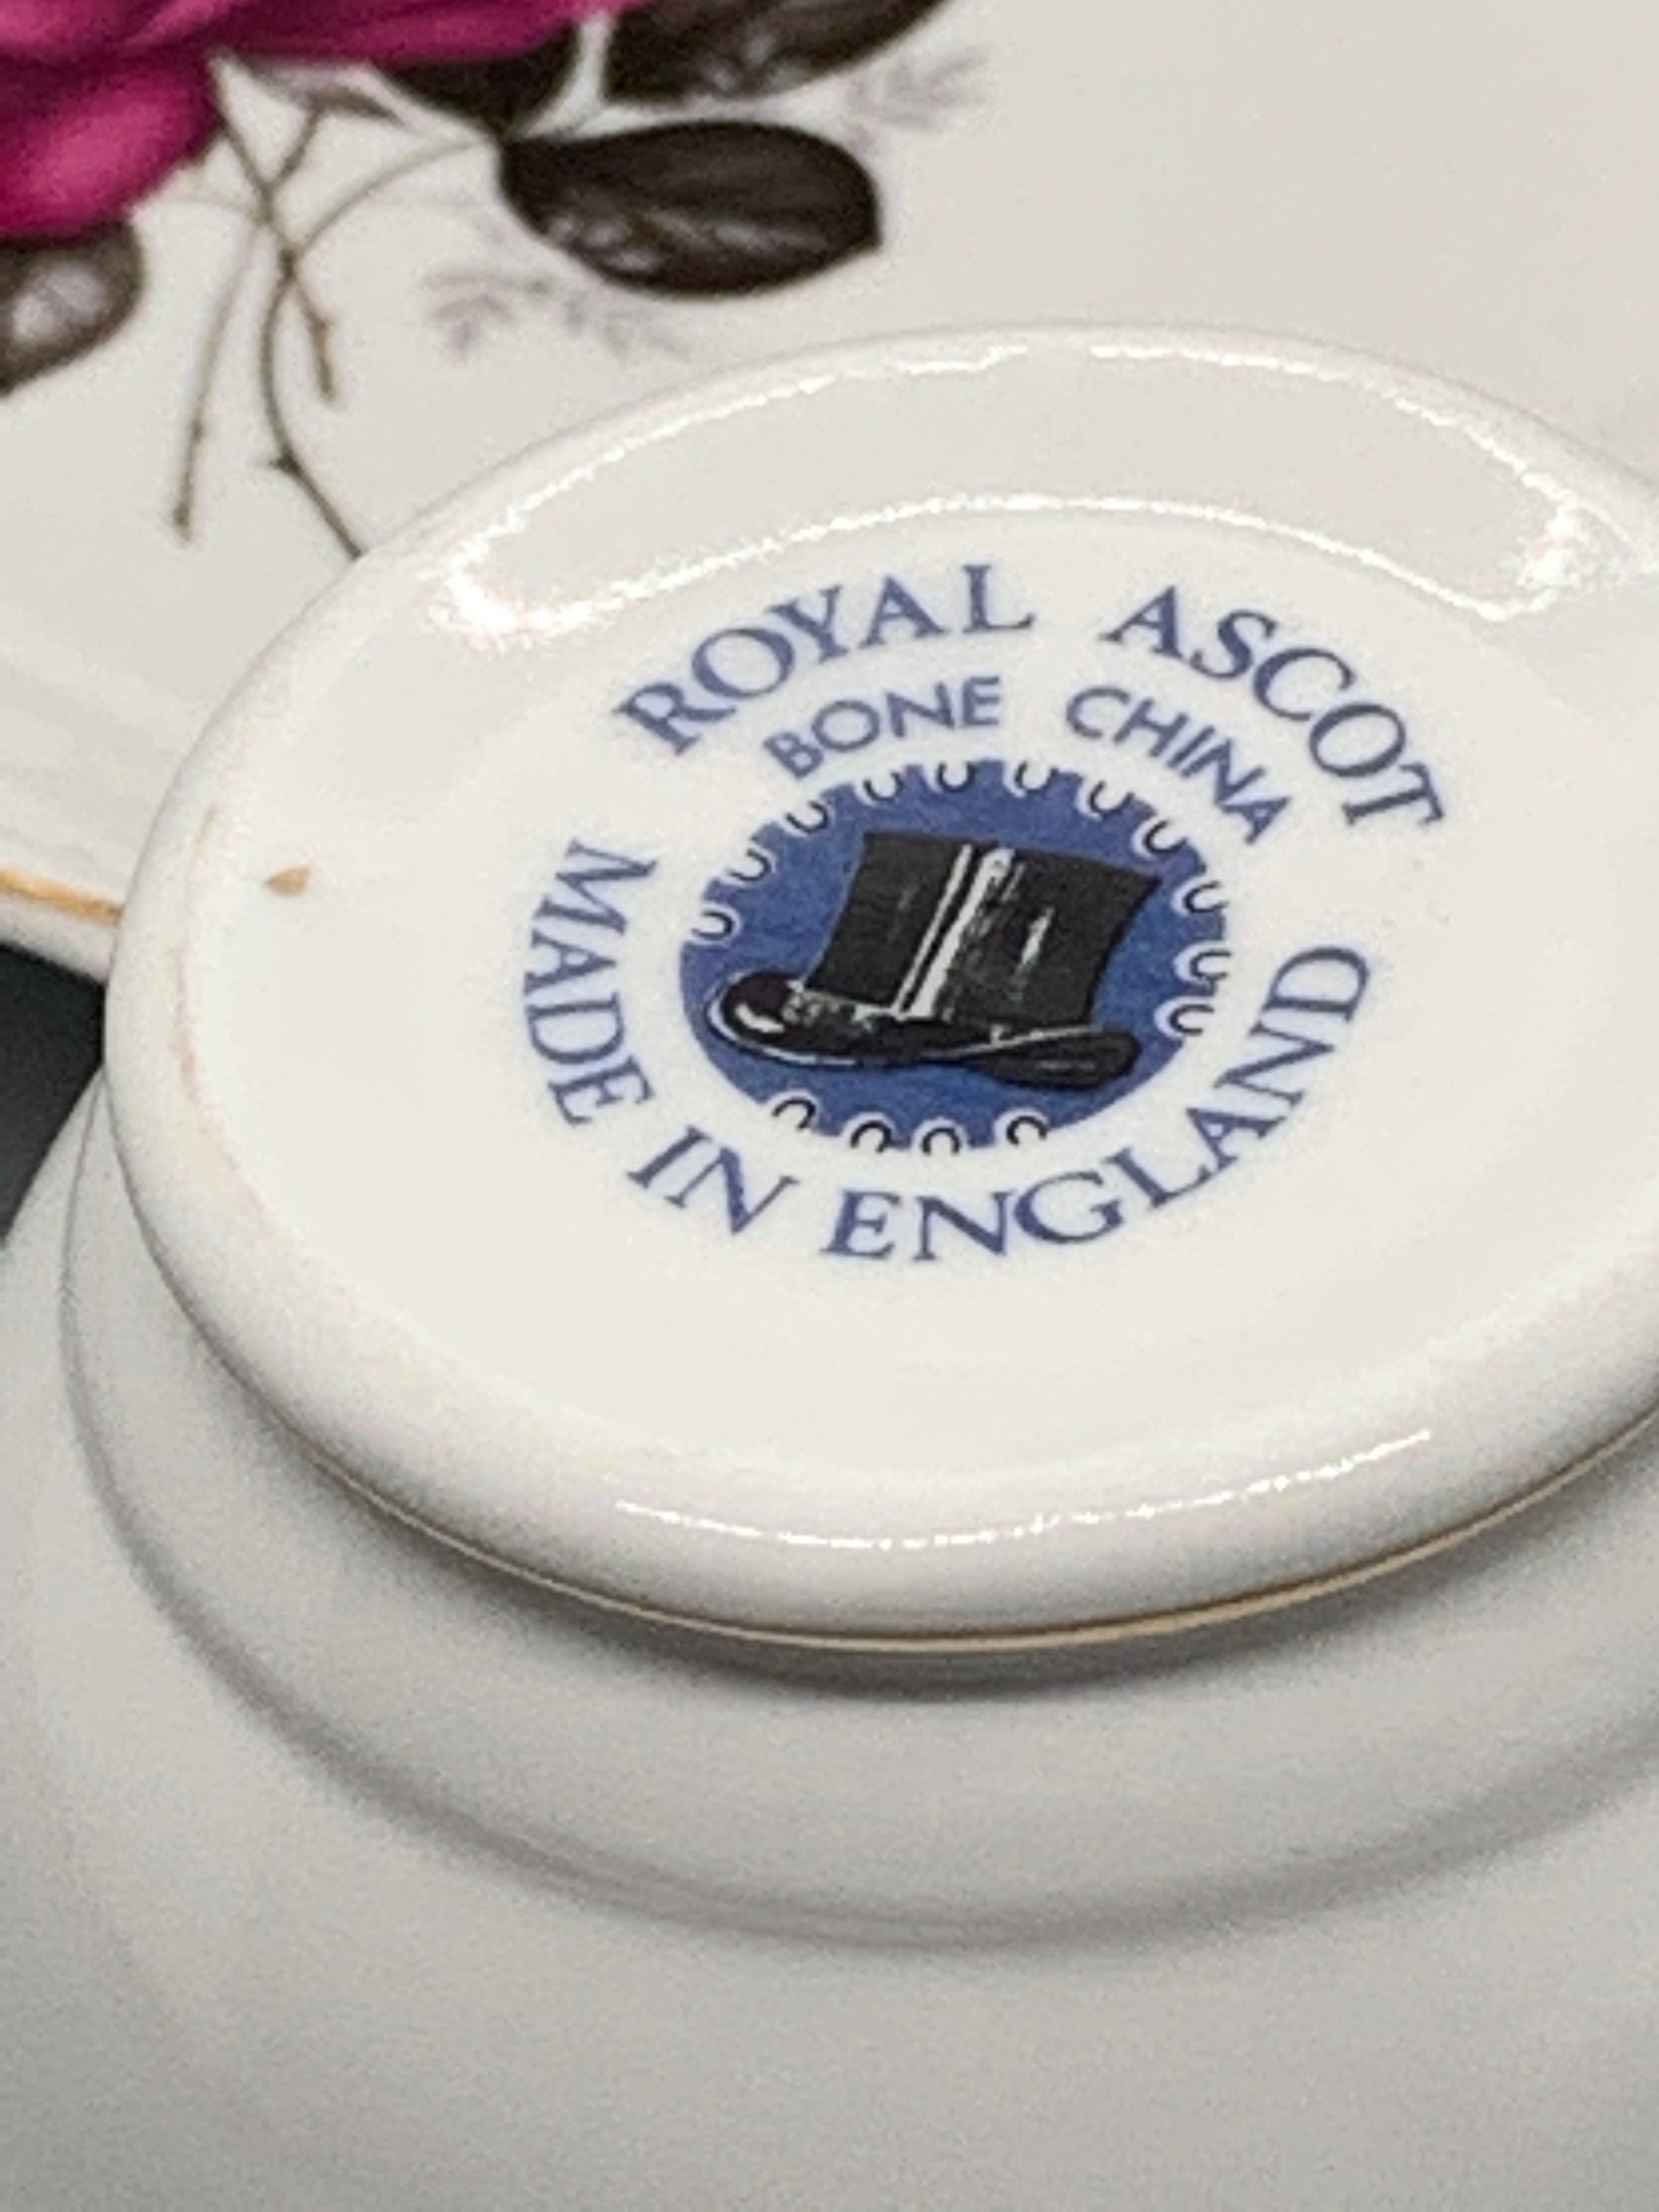 ROYAL ASCOT
BONE CHINA
MADE IN ENGLAND